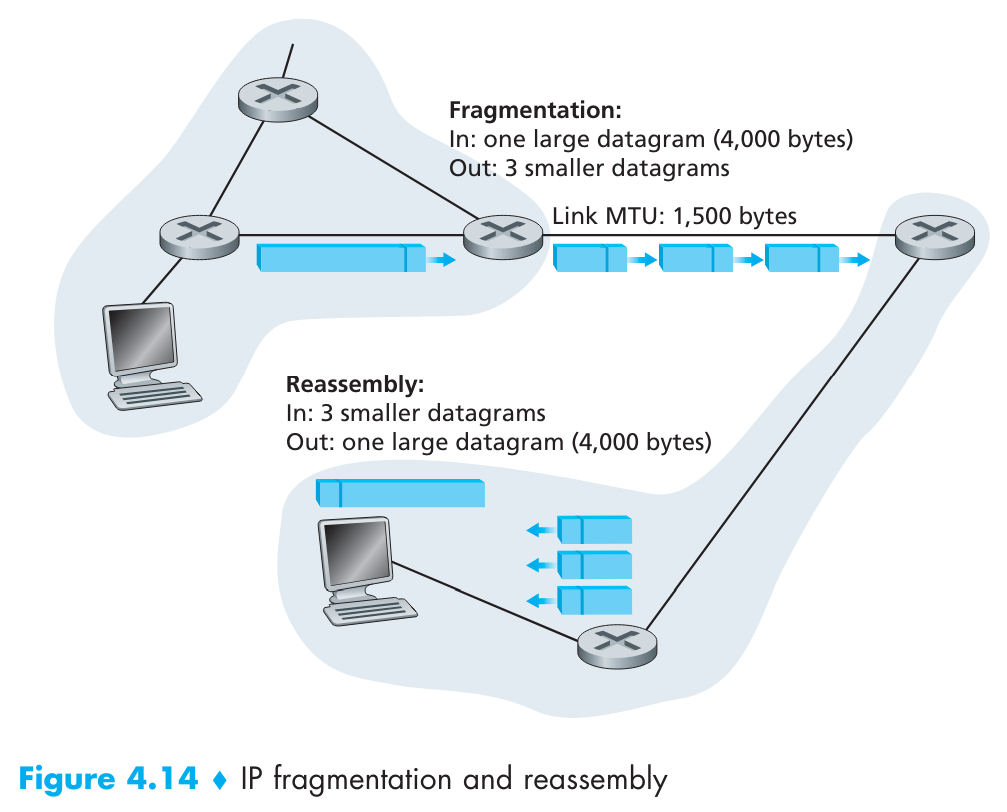 Fragmentation:
In: one large datagram (4,000 bytes)
Out: 3 smaller datagrams
Link MTU: 1,500 bytes
Reassembly:
In: 3 smaller datagrams
Out: one large datagram (4,000 bytes)
Figure 4.14 ♦ IP fragmentation and reassembly